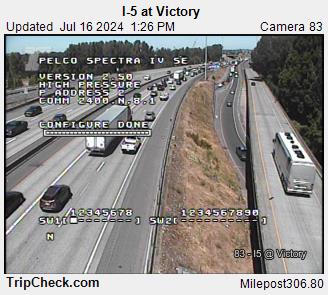 I-5 at Victory
Updated Jul 16 2024 1:26 PM Camera 83
PELCO SPECTRA IV SE
VERSION 2.50
HIGH PRESSURE
P ADDRESS 2
COMM 2400,N,8,1
CONFIGURE DONE
12345678 1234567890
SW1 SW2
N
83 - I5 @ Victory
TripCheck.com Milepost306.80